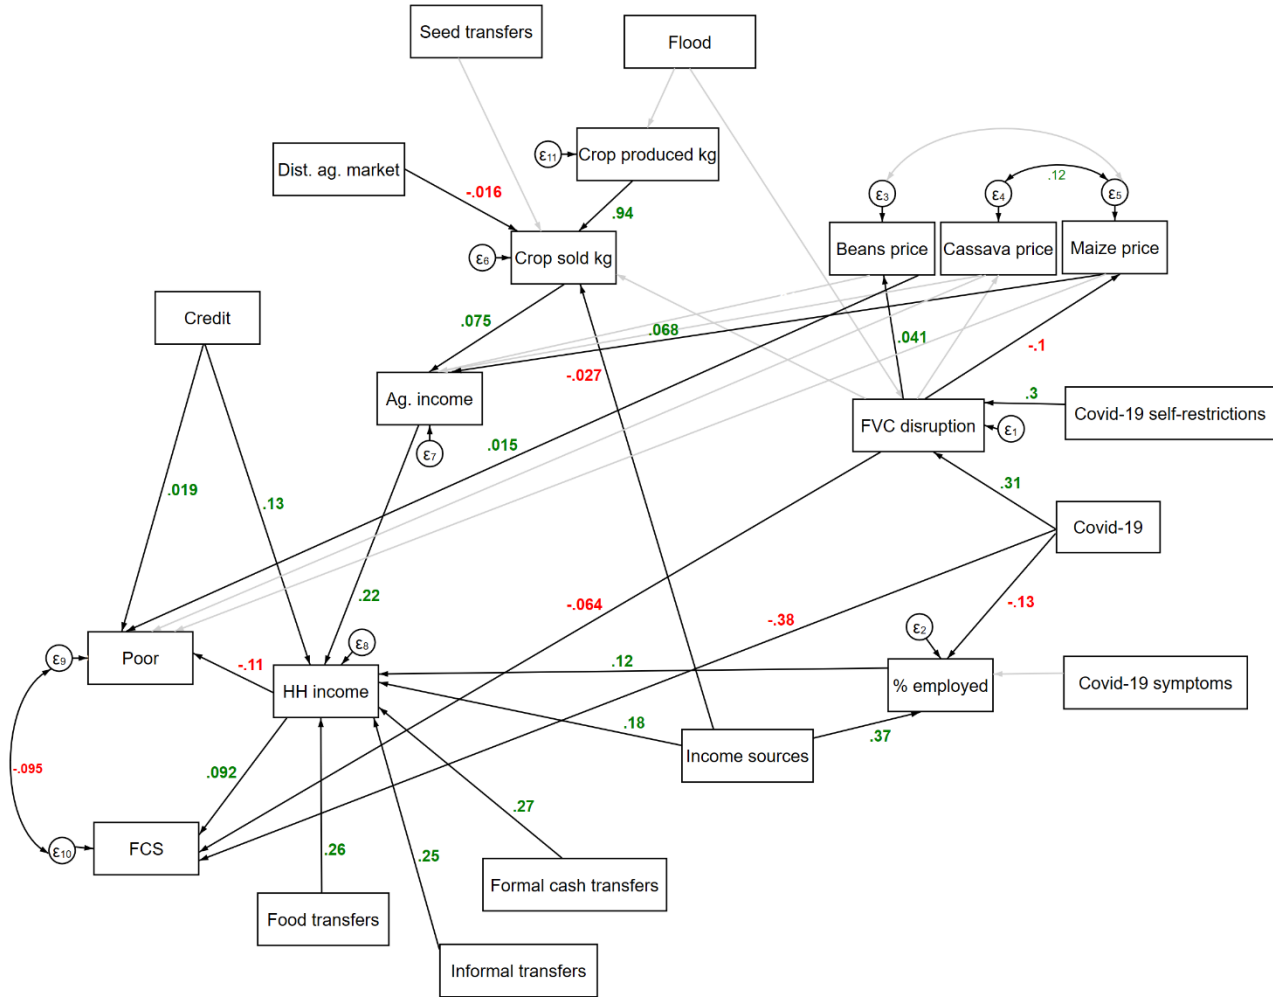 Seed transfers
Flood
Dist. ag. market
ε11
Crop produced kg
-.016
.94
ε3
ε4
.12
ε5
Beans price
Cassava price
Maize price
ε6
Crop sold kg
Credit
.075
.068
.041
-.1
-.027
Ag. income
.3
Covid-19 self-restrictions
FVC disruption
ε1
ε7
.015
.019
.13
.31
Covid-19
.22
-.064
-.38
-.13
ε2
ε8
ε9
Poor
-.11
HH income
.12
% employed
Covid-19 symptoms
.18
.37
Income sources
-.095
.092
.27
ε10
FCS
.26
.25
Formal cash transfers
Food transfers
Informal transfers